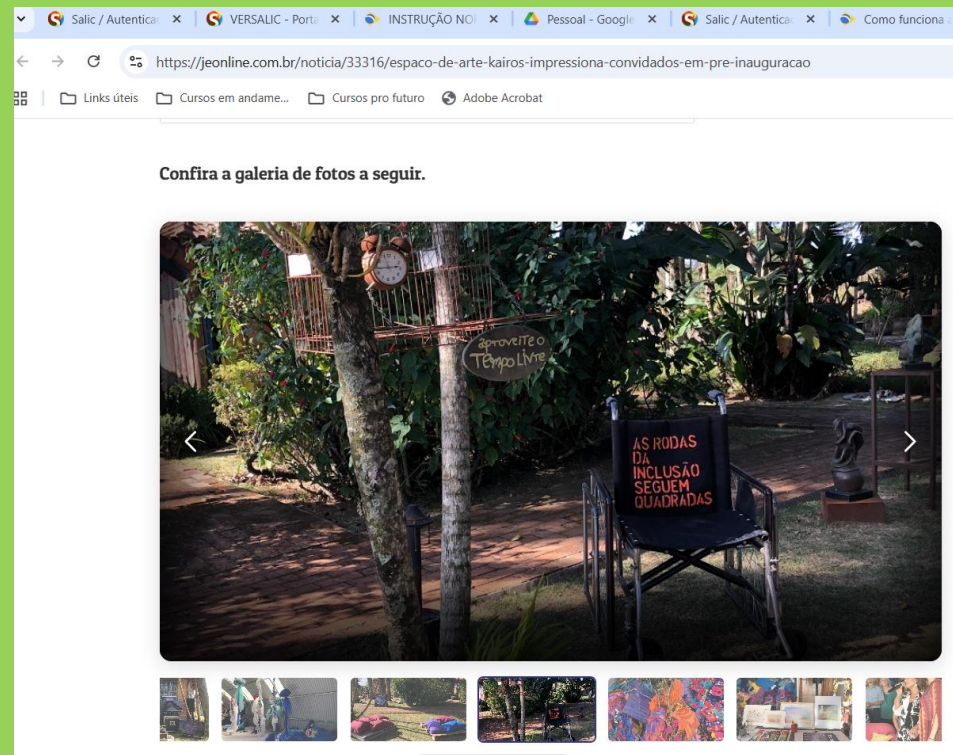 Salic / Autentica
VERSALIC - Porta
INSTRUÇÃO NO
Pessoal - Google
Salic / Autentica
Como funciona a
https://jeonline.com.br/noticia/33316/espaco-de-arte-kairos-impressiona-convidados-em-pre-inauguracao
Links úteis
Cursos em andame...
Cursos pro futuro
Adobe Acrobat
Confira a galeria de fotos a seguir.
aproveite o
TEMPO LIVRE
AS RODAS
DA
INCLUSÃO
SEGUEM
QUADRADAS